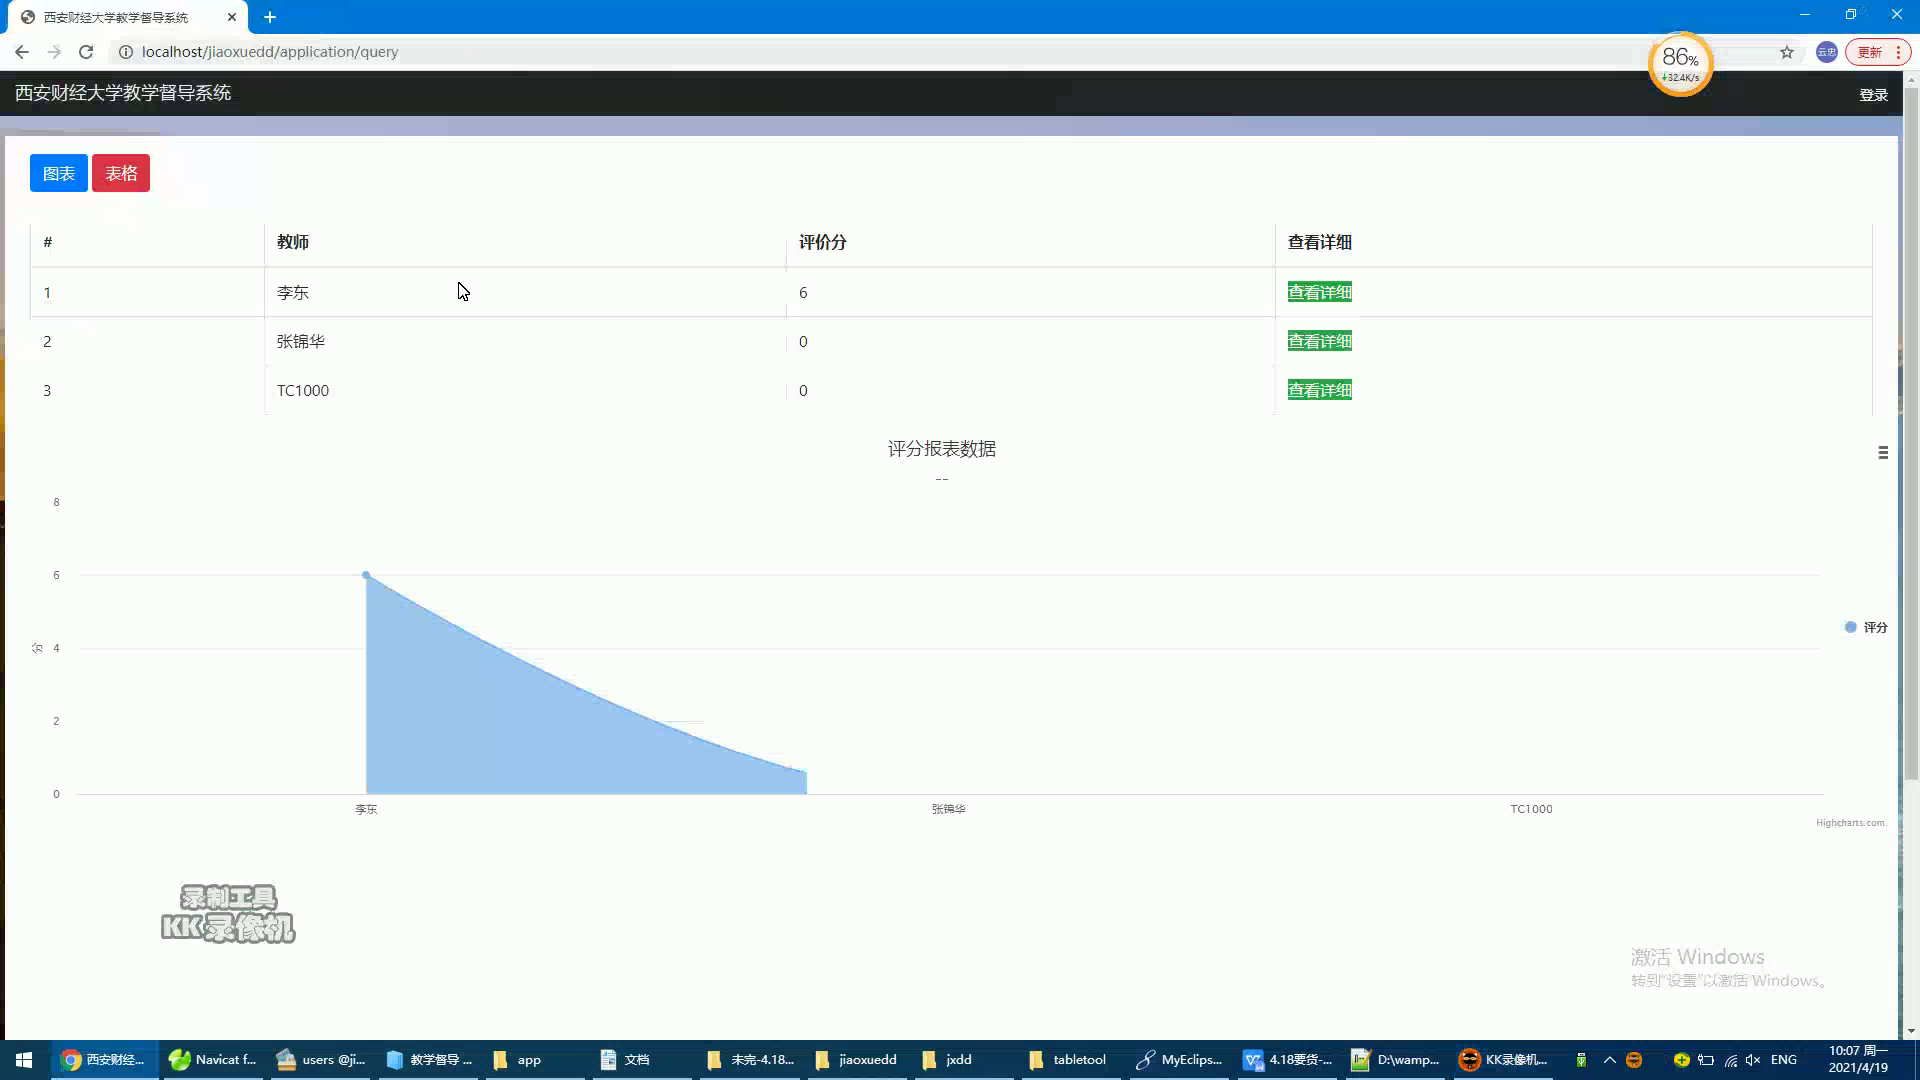 西安财经大学教学督导系统
localhost/jiaoxuedd/application/query
86%
32.4K/s
云忠
更新
西安财经大学教学督导系统
登录
图表
表格
# 教师 评价分 查看详细
1 李东 6 查看详细
2 张锦华 0 查看详细
3 TC1000 0 查看详细
评分报表数据
--
8
6
4
2
0
分
评分
李东
张锦华
TC1000
Highcharts.com.
录制工具
KK录像机
激活 Windows
转到“设置”以激活 Windows。
西安财经...
Navicat f...
users @ji...
教学督导 ...
app
文档
未完-4.18...
jiaoxuedd
jxdd
tabletool
MyEclips...
4.18要货-...
D:\wamp...
KK录像机...
ENG
10:07 周一
2021/4/19